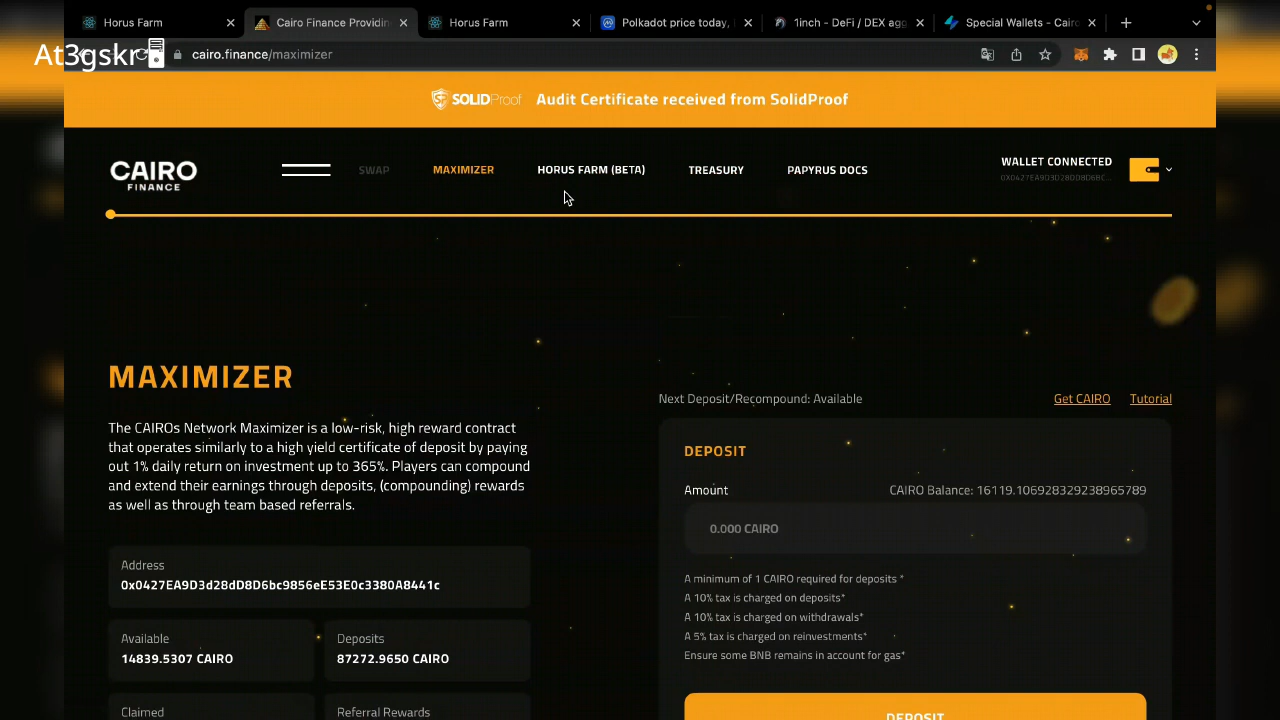 Horus Farm
Cairo Finance Providin
Horus Farm
Polkadot price today,
1inch - DeFi / DEX agg
Special Wallets - Cairo
At3gskr
cairo.finance/maximizer
SOLIDProof
Audit Certificate received from SolidProof
CAIRO
FINANCE
SWAP
MAXIMIZER
HORUS FARM (BETA)
TREASURY
PAPYRUS DOCS
WALLET CONNECTED
MAXIMIZER
The CAIROs Network Maximizer is a low-risk, high reward contract
that operates similarly to a high yield certificate of deposit by paying
out 1% daily return on investment up to 365%. Players can compound
and extend their earnings through deposits, (compounding) rewards
as well as through team based referrals.
Address
0x0427EA9D3d28dD8D6bc9856eE53E0c3380A8441c
Available
14839.5307 CAIRO
Deposits
87272.9650 CAIRO
Claimed
Referral Rewards
Next Deposit/Recompound: Available
Get CAIRO
Tutorial
DEPOSIT
Amount
CAIRO Balance: 16119.106928329238965789
0.000 CAIRO
A minimum of 1 CAIRO required for deposits *
A 10% tax is charged on deposits*
A 10% tax is charged on withdrawals*
A 5% tax is charged on reinvestments*
Ensure some BNB remains in account for gas*
DEPOSIT